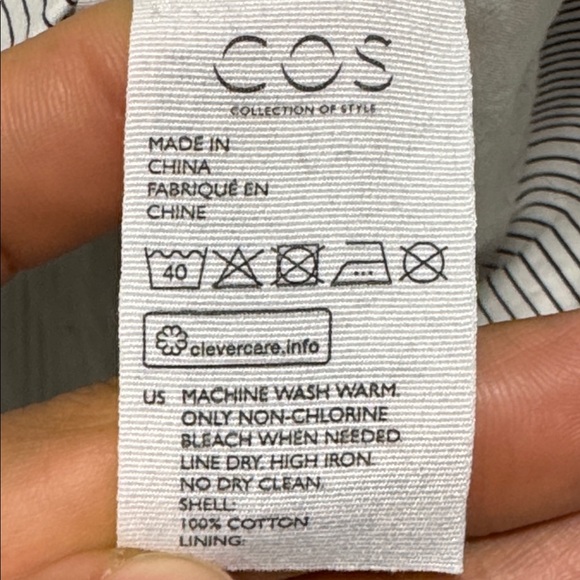 COS
COLLECTION OF STYLE
MADE IN
CHINA
FABRIQUÉ EN
CHINE
40
clevercare.info
US MACHINE WASH WARM.
ONLY NON-CHLORINE
BLEACH WHEN NEEDED.
LINE DRY. HIGH IRON.
NO DRY CLEAN.
SHELL:
100% COTTON
LINING: